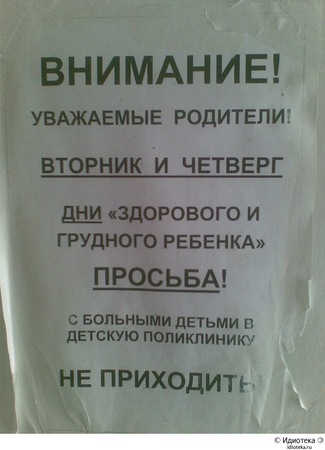 ВНИМАНИЕ!
УВАЖАЕМЫЕ РОДИТЕЛИ!
ВТОРНИК И ЧЕТВЕРГ
ДНИ «ЗДОРОВОГО И
ГРУДНОГО РЕБЕНКА»
ПРОСЬБА!
С БОЛЬНЫМИ ДЕТЬМИ В
ДЕТСКУЮ ПОЛИКЛИНИКУ
НЕ ПРИХОДИТЬ
© Идиотека
idioteka.ru